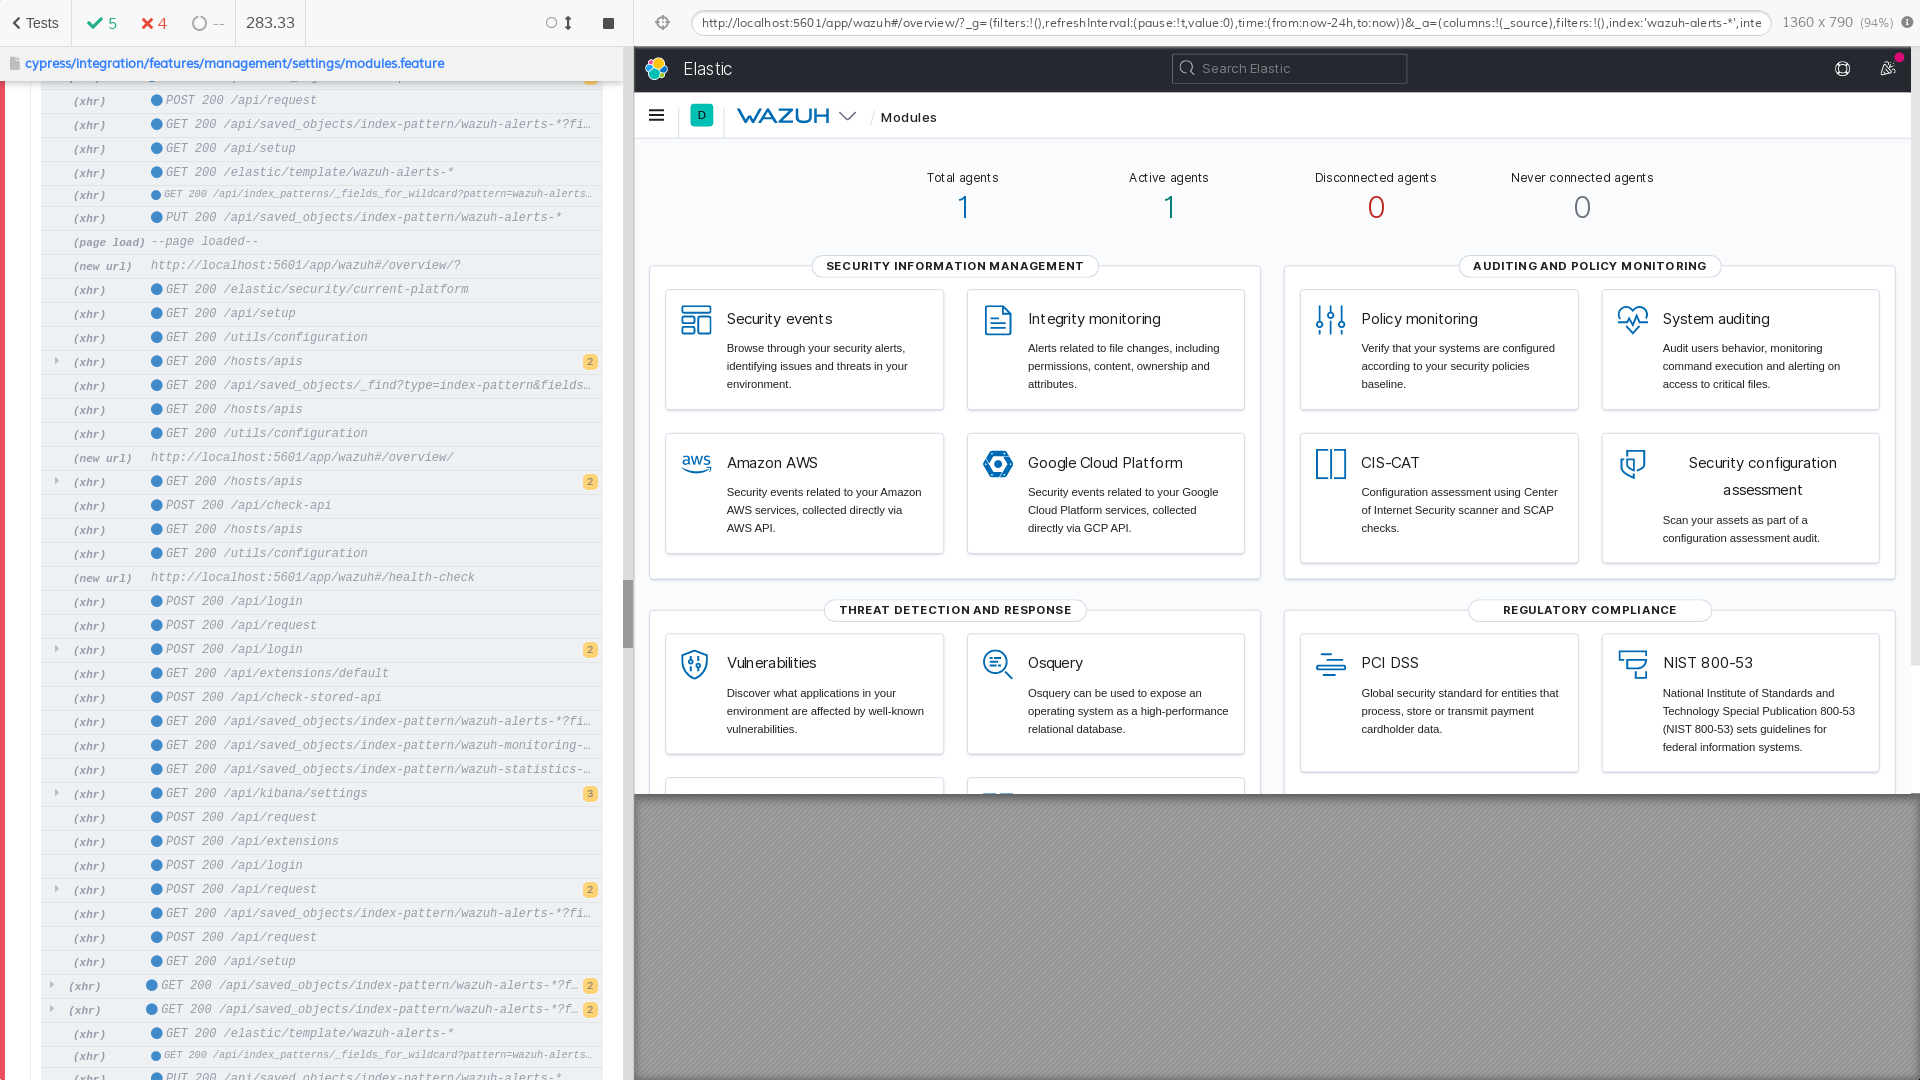 Tests
5
4
--
283.33
http://localhost:5601/app/wazuh#/overview/?_g=(filters:!(),refreshInterval:(pause:!t,value:0),time:(from:now-24h,to:now))&_a=(columns:!(_source),filters:!(),index:'wazuh-alerts-*',inte
1360 x 790 (94%)
cypress/integration/features/management/settings/modules.feature
(xhr) POST 200 /api/request
(xhr) GET 200 /api/saved_objects/index-pattern/wazuh-alerts-*?fi…
(xhr) GET 200 /api/setup
(xhr) GET 200 /elastic/template/wazuh-alerts-*
(xhr) GET 200 /api/index_patterns/_fields_for_wildcard?pattern=wazuh-alerts…
(xhr) PUT 200 /api/saved_objects/index-pattern/wazuh-alerts-*
(page load) --page loaded--
(new url) http://localhost:5601/app/wazuh#/overview/?
(xhr) GET 200 /elastic/security/current-platform
(xhr) GET 200 /api/setup
(xhr) GET 200 /utils/configuration
(xhr) GET 200 /hosts/apis 2
(xhr) GET 200 /api/saved_objects/_find?type=index-pattern&fields…
(xhr) GET 200 /hosts/apis
(xhr) GET 200 /utils/configuration
(new url) http://localhost:5601/app/wazuh#/overview/
(xhr) GET 200 /hosts/apis 2
(xhr) POST 200 /api/check-api
(xhr) GET 200 /hosts/apis
(xhr) GET 200 /utils/configuration
(new url) http://localhost:5601/app/wazuh#/health-check
(xhr) POST 200 /api/login
(xhr) POST 200 /api/request
(xhr) POST 200 /api/login 2
(xhr) GET 200 /api/extensions/default
(xhr) POST 200 /api/check-stored-api
(xhr) GET 200 /api/saved_objects/index-pattern/wazuh-alerts-*?fi…
(xhr) GET 200 /api/saved_objects/index-pattern/wazuh-monitoring-…
(xhr) GET 200 /api/saved_objects/index-pattern/wazuh-statistics-…
(xhr) GET 200 /api/kibana/settings 3
(xhr) POST 200 /api/request
(xhr) POST 200 /api/extensions
(xhr) POST 200 /api/login
(xhr) POST 200 /api/request 2
(xhr) GET 200 /api/saved_objects/index-pattern/wazuh-alerts-*?fi…
(xhr) POST 200 /api/request
(xhr) GET 200 /api/setup
(xhr) GET 200 /api/saved_objects/index-pattern/wazuh-alerts-*?f… 2
(xhr) GET 200 /api/saved_objects/index-pattern/wazuh-alerts-*?f… 2
(xhr) GET 200 /elastic/template/wazuh-alerts-*
(xhr) GET 200 /api/index_patterns/_fields_for_wildcard?pattern=wazuh-alerts…
(xhr) PUT 200 /api/saved_objects/index-pattern/wazuh-alerts-*
Elastic
Search Elastic
D
WAZUH
/ Modules
Total agents
1
Active agents
1
Disconnected agents
0
Never connected agents
0
SECURITY INFORMATION MANAGEMENT
Security events
Browse through your security alerts,
identifying issues and threats in your
environment.
Integrity monitoring
Alerts related to file changes, including
permissions, content, ownership and
attributes.
aws
Amazon AWS
Security events related to your Amazon
AWS services, collected directly via
AWS API.
Google Cloud Platform
Security events related to your Google
Cloud Platform services, collected
directly via GCP API.
AUDITING AND POLICY MONITORING
Policy monitoring
Verify that your systems are configured
according to your security policies
baseline.
System auditing
Audit users behavior, monitoring
command execution and alerting on
access to critical files.
CIS-CAT
Configuration assessment using Center
of Internet Security scanner and SCAP
checks.
Security configuration
assessment
Scan your assets as part of a
configuration assessment audit.
THREAT DETECTION AND RESPONSE
Vulnerabilities
Discover what applications in your
environment are affected by well-known
vulnerabilities.
Osquery
Osquery can be used to expose an
operating system as a high-performance
relational database.
REGULATORY COMPLIANCE
PCI DSS
Global security standard for entities that
process, store or transmit payment
cardholder data.
NIST 800-53
National Institute of Standards and
Technology Special Publication 800-53
(NIST 800-53) sets guidelines for
federal information systems.